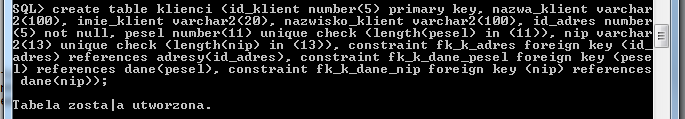 SQL> create table klienci (id_klient number(5) primary key, nazwa_klient varchar
2(100), imie_klient varchar2(20), nazwisko_klient varchar2(100), id_adres number
(5) not null, pesel number(11) unique check (length(pesel) in (11)), nip varchar
2(13) unique check (length(nip) in (13)), constraint fk_k_adres foreign key (id_
adres) references adresy(id_adres), constraint fk_k_dane_pesel foreign key (pese
l) references dane(pesel), constraint fk_k_dane_nip foreign key (nip) references
 dane(nip));
Tabela zosta|a utworzona.